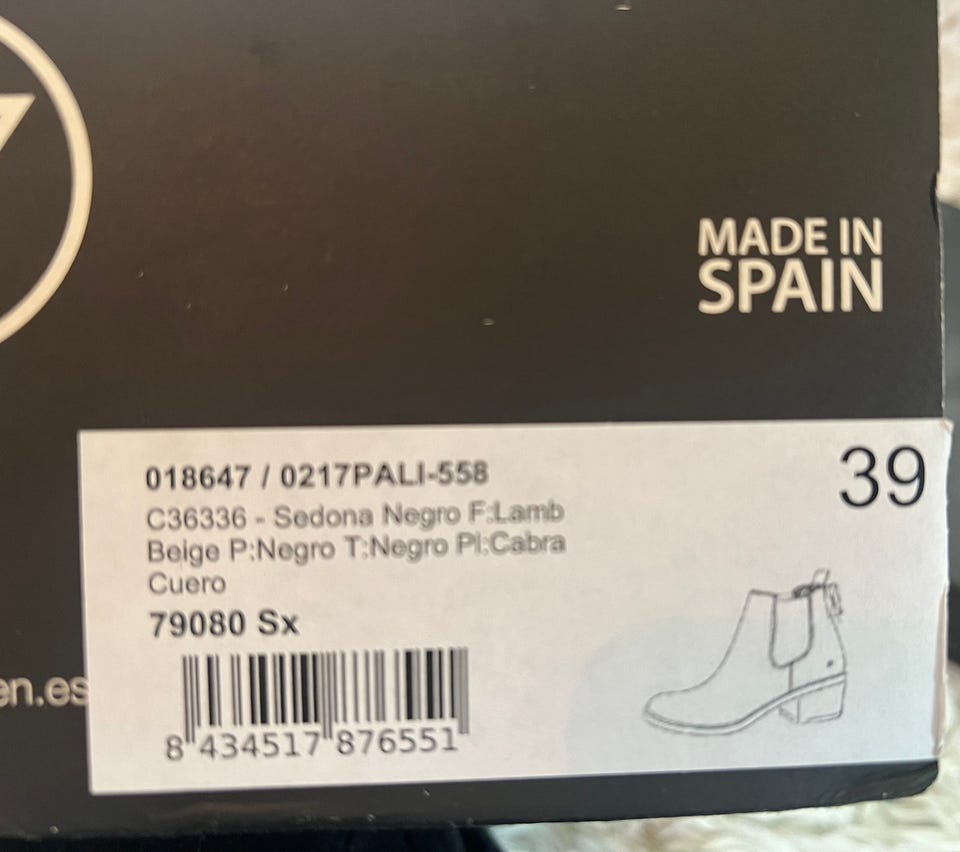 MADE IN
SPAIN
018647 / 0217PALI-558
39
C36336 - Sedona Negro F:Lamb
Beige P:Negro T:Negro Pl:Cabra
Cuero
79080 Sx
en.es
8 434517 876551